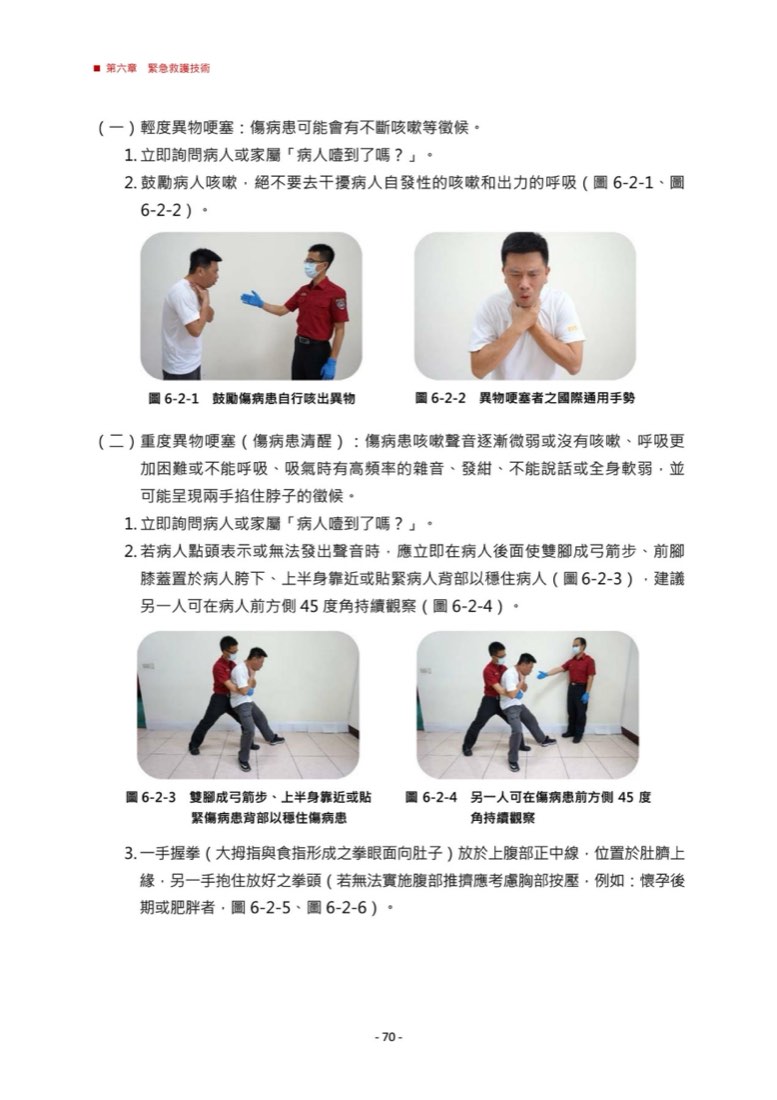 ■ 第六章　緊急救護技術
（一）輕度異物哽塞：傷病患可能會有不斷咳嗽等徵候。
1. 立即詢問病人或家屬「病人噎到了嗎？」。
2. 鼓勵病人咳嗽，絕不要去干擾病人自發性的咳嗽和出力的呼吸（圖 6-2-1、圖
6-2-2）。
圖 6-2-1　鼓勵傷病患自行咳出異物
圖 6-2-2　異物哽塞者之國際通用手勢
（二）重度異物哽塞（傷病患清醒）：傷病患咳嗽聲音逐漸微弱或沒有咳嗽、呼吸更
加困難或不能呼吸、吸氣時有高頻率的雜音、發紺、不能說話或全身軟弱，並
可能呈現兩手掐住脖子的徵候。
1. 立即詢問病人或家屬「病人噎到了嗎？」。
2. 若病人點頭表示或無法發出聲音時，應立即在病人後面使雙腳成弓箭步、前腳
膝蓋置於病人胯下、上半身靠近或貼緊病人背部以穩住病人（圖 6-2-3），建議
另一人可在病人前方側 45 度角持續觀察（圖 6-2-4）。
圖 6-2-3　雙腳成弓箭步、上半身靠近或貼
緊傷病患背部以穩住傷病患
圖 6-2-4　另一人可在傷病患前方側 45 度
角持續觀察
3. 一手握拳（大拇指與食指形成之拳眼面向肚子）放於上腹部正中線，位置於肚臍上
緣，另一手抱住放好之拳頭（若無法實施腹部推擠應考慮胸部按壓，例如：懷孕後
期或肥胖者，圖 6-2-5、圖 6-2-6）。
- 70 -